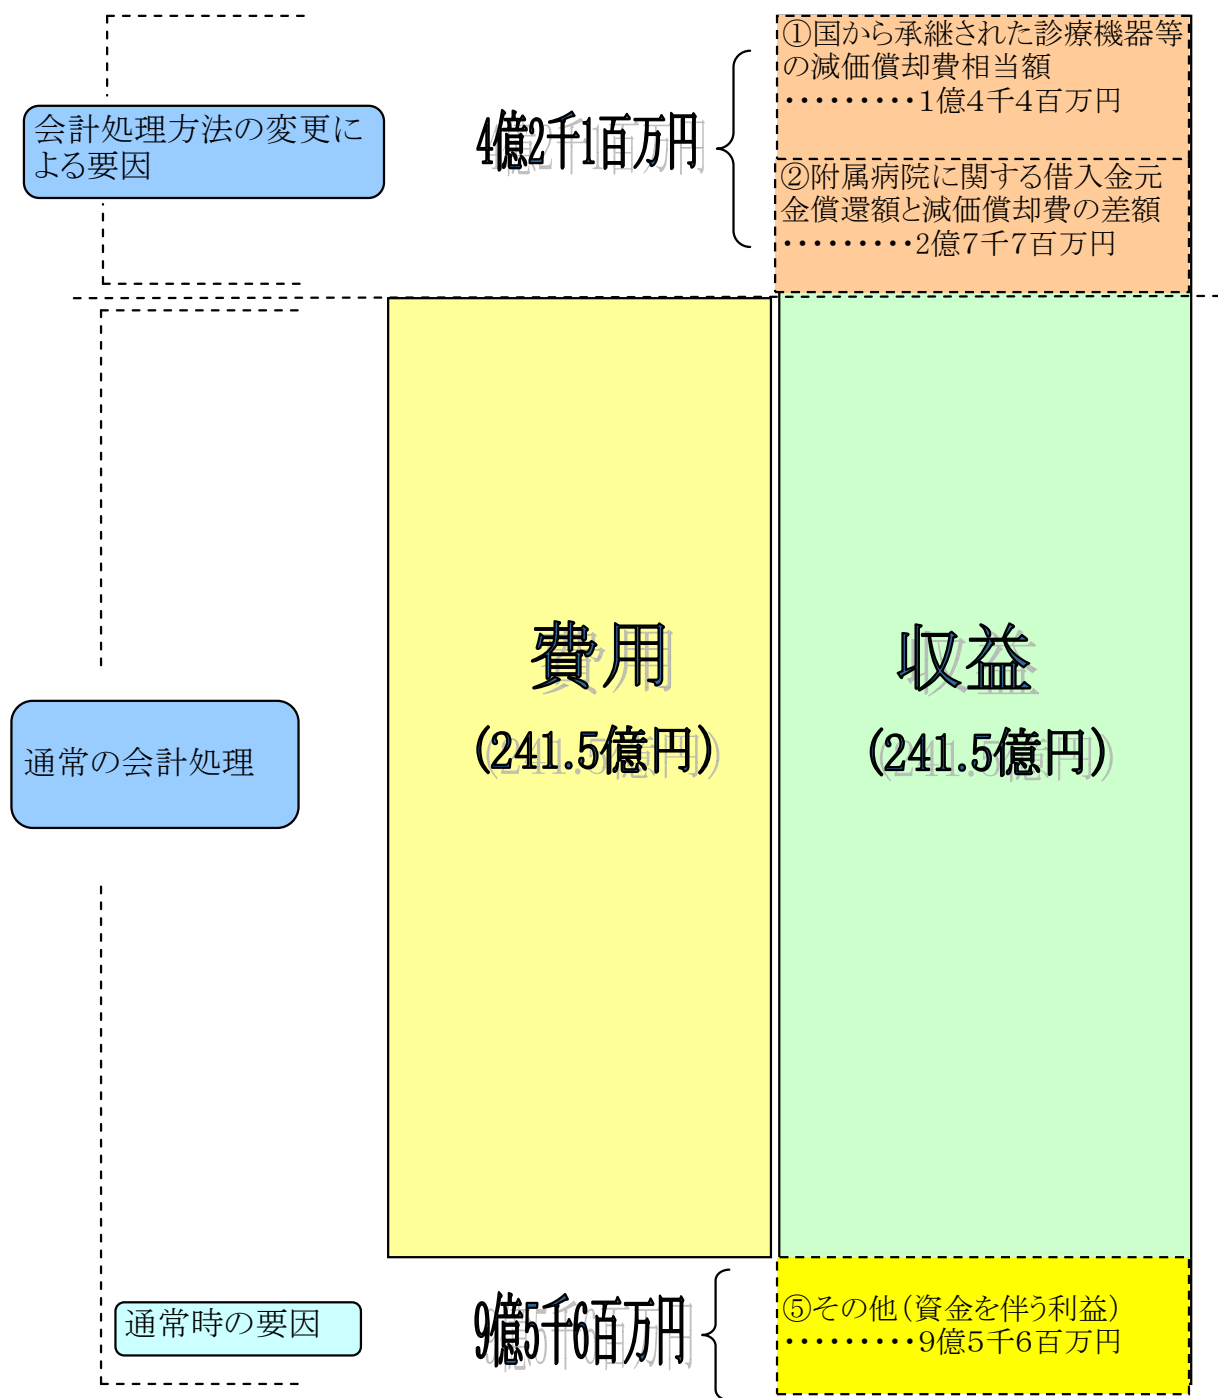 ①国から承継された診療機器等
の減価償却費相当額
・・・・・・・・・1億4千4百万円
会計処理方法の変更に
よる要因
4億2千1百万円
②附属病院に関する借入金元
金償還額と減価償却費の差額
・・・・・・・・・2億7千7百万円
費用
(241.5億円)
収益
(241.5億円)
通常の会計処理
通常時の要因
9億5千6百万円
⑤その他(資金を伴う利益)
・・・・・・・・・9億5千6百万円